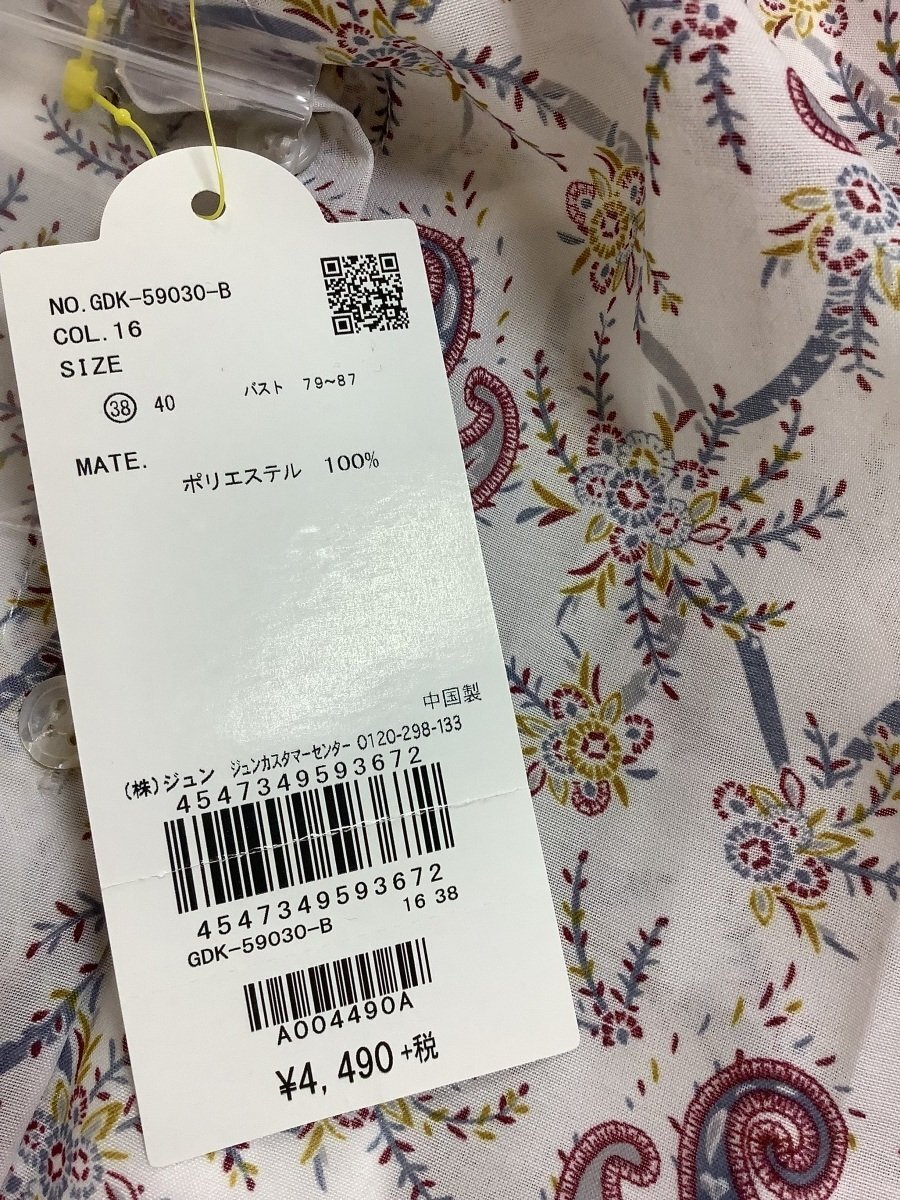 NO.GDK-59030-B
COL.16
SIZE
38 40 バスト 79~87
MATE.
ポリエステル 100%
中国製
(株)ジュン ジュンカスタマーセンター 0120-298-133
4547349593672
4547349593672
GDK-59030-B 16 38
A004490A
¥4,490+税